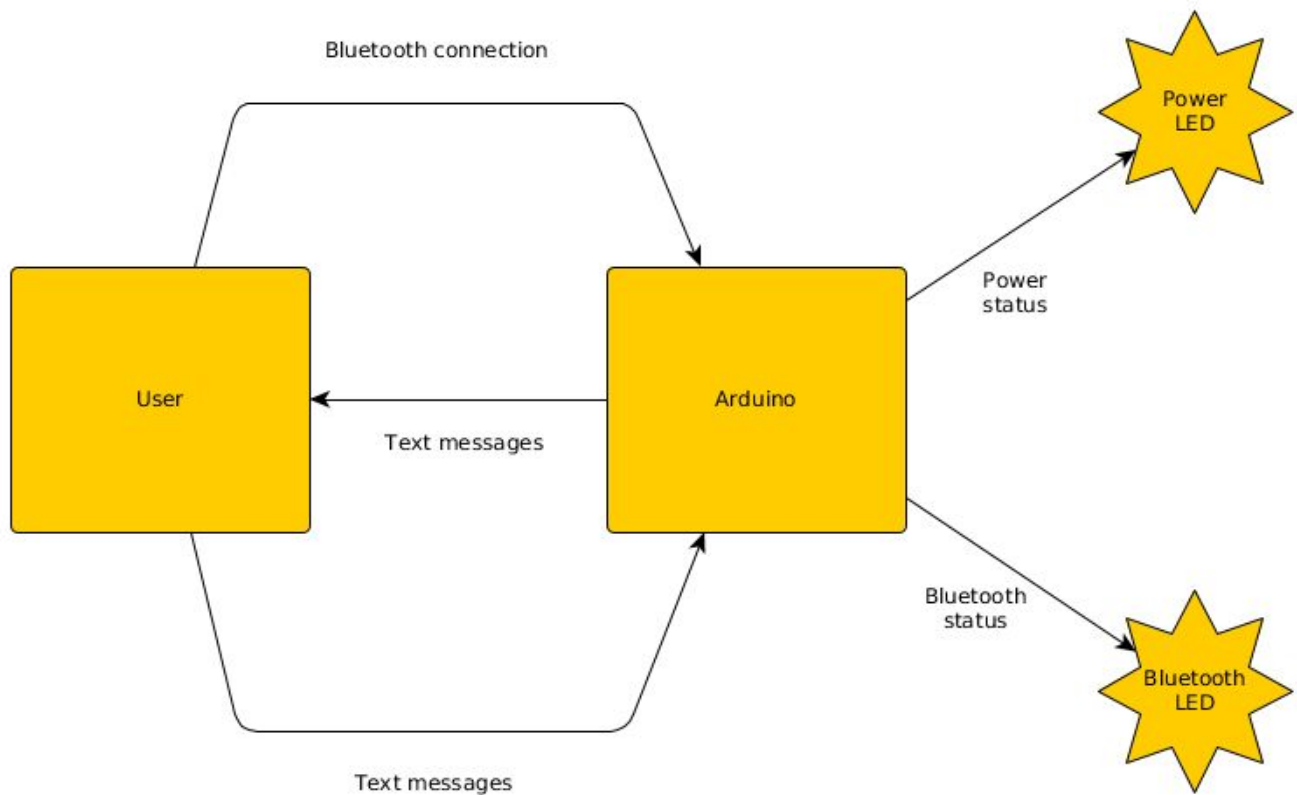 Bluetooth connection
Power
LED
Power
status
User
Arduino
Text messages
Bluetooth
status
Bluetooth
LED
Text messages